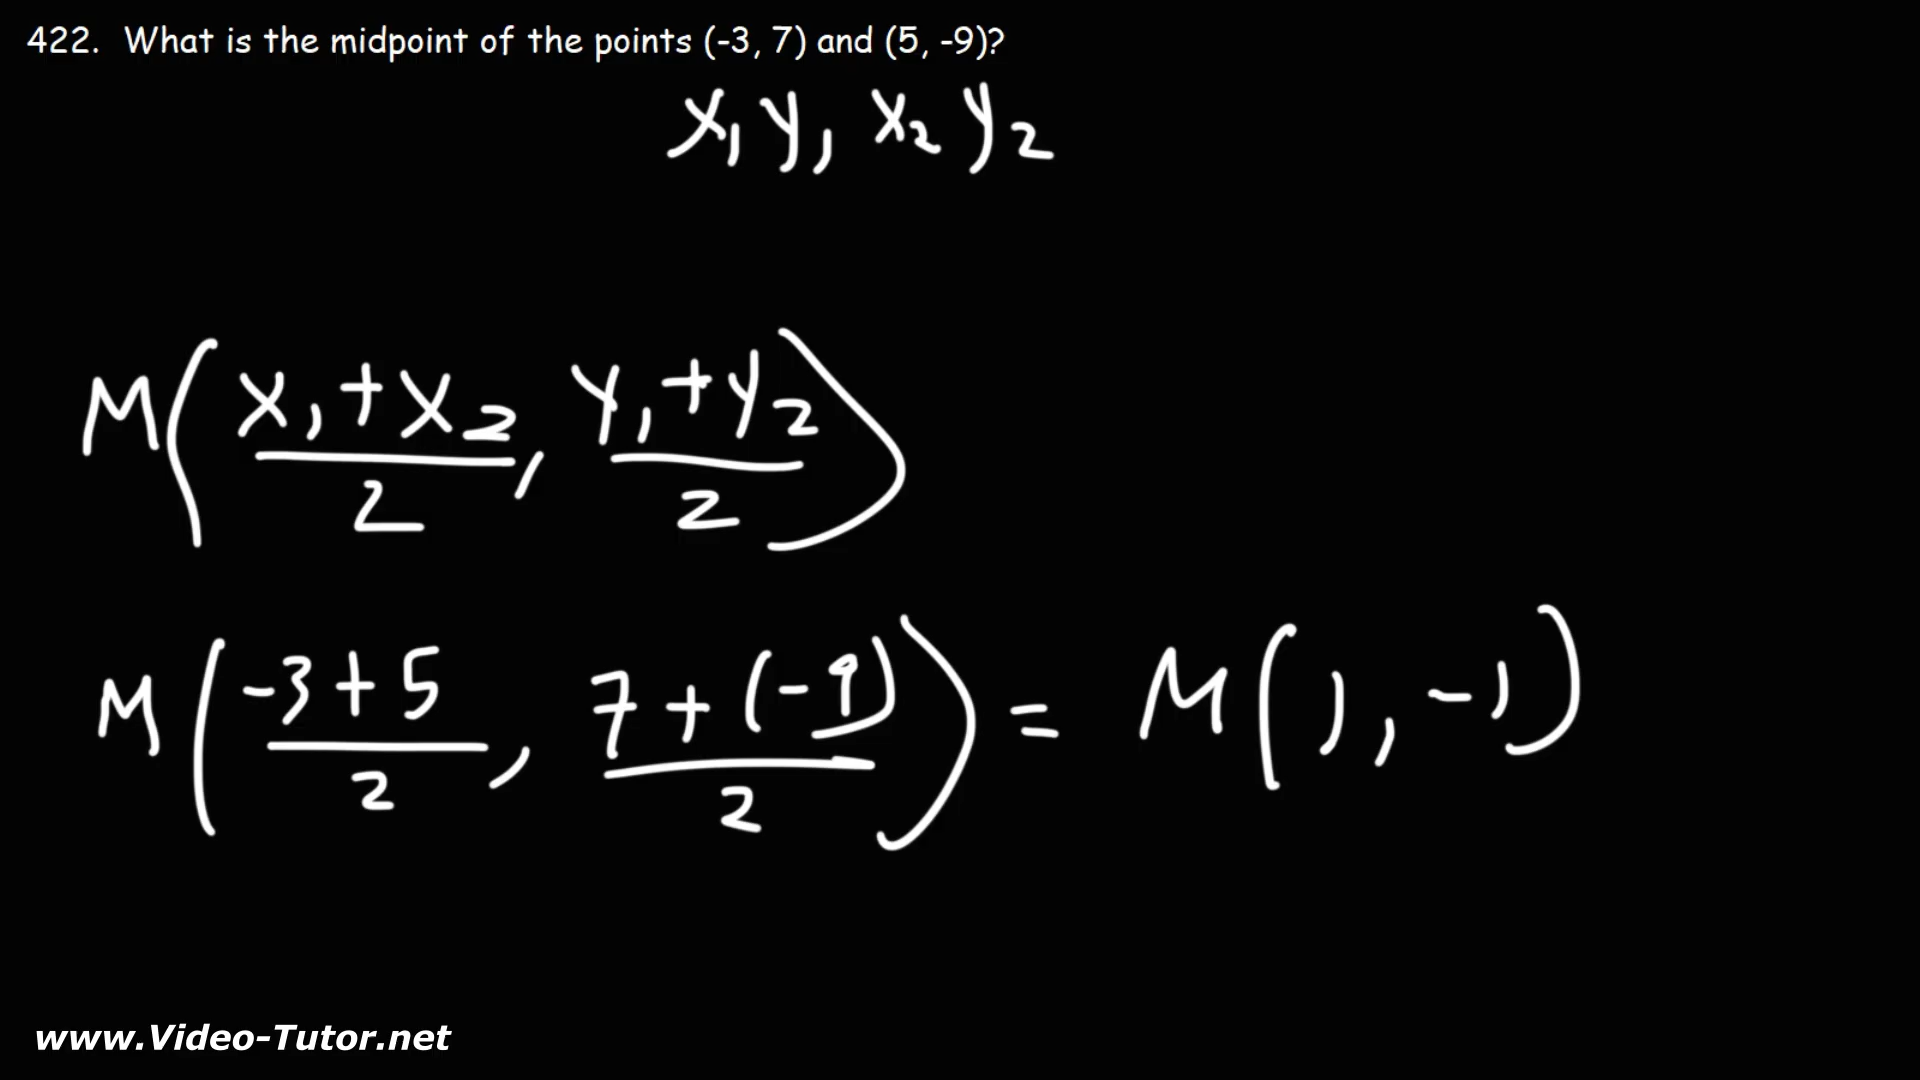 422. What is the midpoint of the points (-3, 7) and (5, -9)?
x₁ y₁ x₂ y₂
M( (x₁+x₂)/2 , (y₁+y₂)/2 )
M( (-3+5)/2 , (7+(-9))/2 ) = M(1, -1)
www.Video-Tutor.net